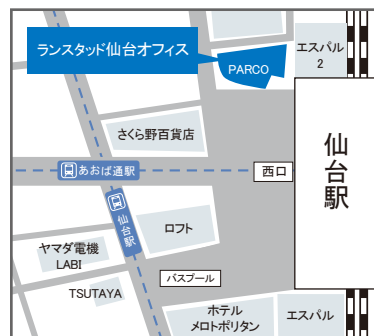 ランスタッド仙台オフィス
PARCO
エスパル
2
さくら野百貨店
仙台駅
あおば通駅
西口
仙台駅
ロフト
ヤマダ電機
LABI
バスプール
TSUTAYA
ホテル
メロトポリタン
エスパル